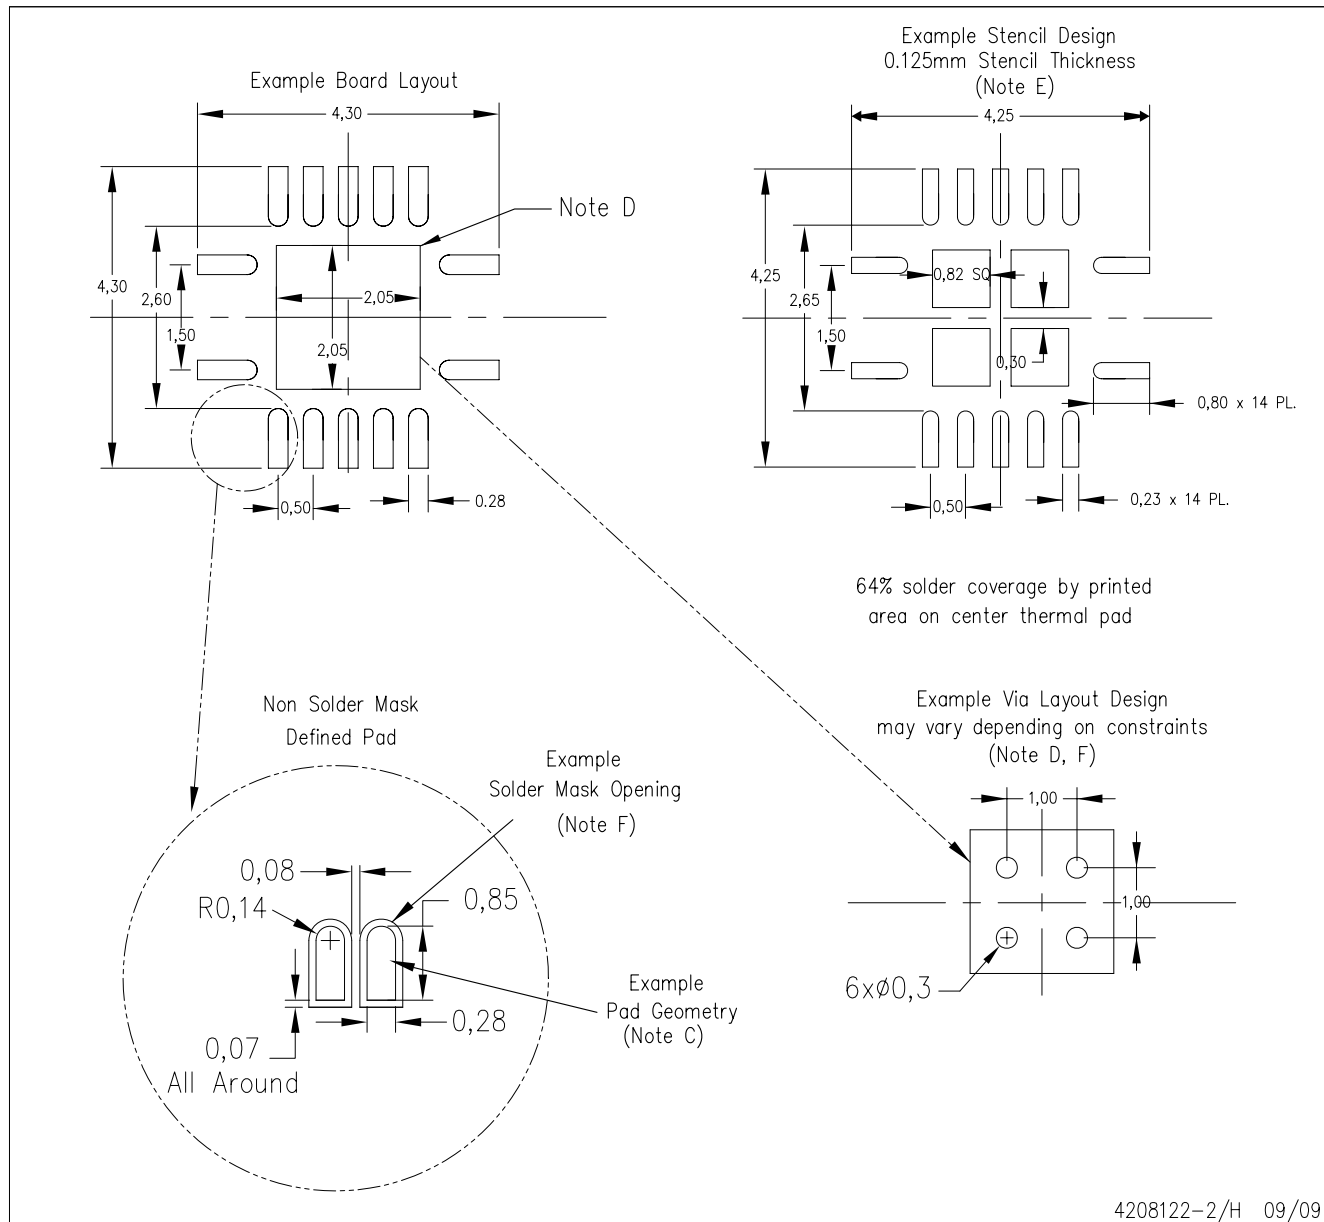 Example Board Layout
4,30
Note D
4,30
2,60
1,50
2,05
2,05
0,50
0.28
Example Stencil Design
0.125mm Stencil Thickness
(Note E)
4,25
4,25
2,65
1,50
0,82 SQ
0,30
0,80 x 14 PL.
0,50
0,23 x 14 PL.
64% solder coverage by printed
area on center thermal pad
Non Solder Mask
Defined Pad
Example
Solder Mask Opening
(Note F)
0,08
R0,14
0,85
0,28
0,07
All Around
Example
Pad Geometry
(Note C)
Example Via Layout Design
may vary depending on constraints
(Note D, F)
1,00
1,00
6xø0,3
4208122-2/H 09/09